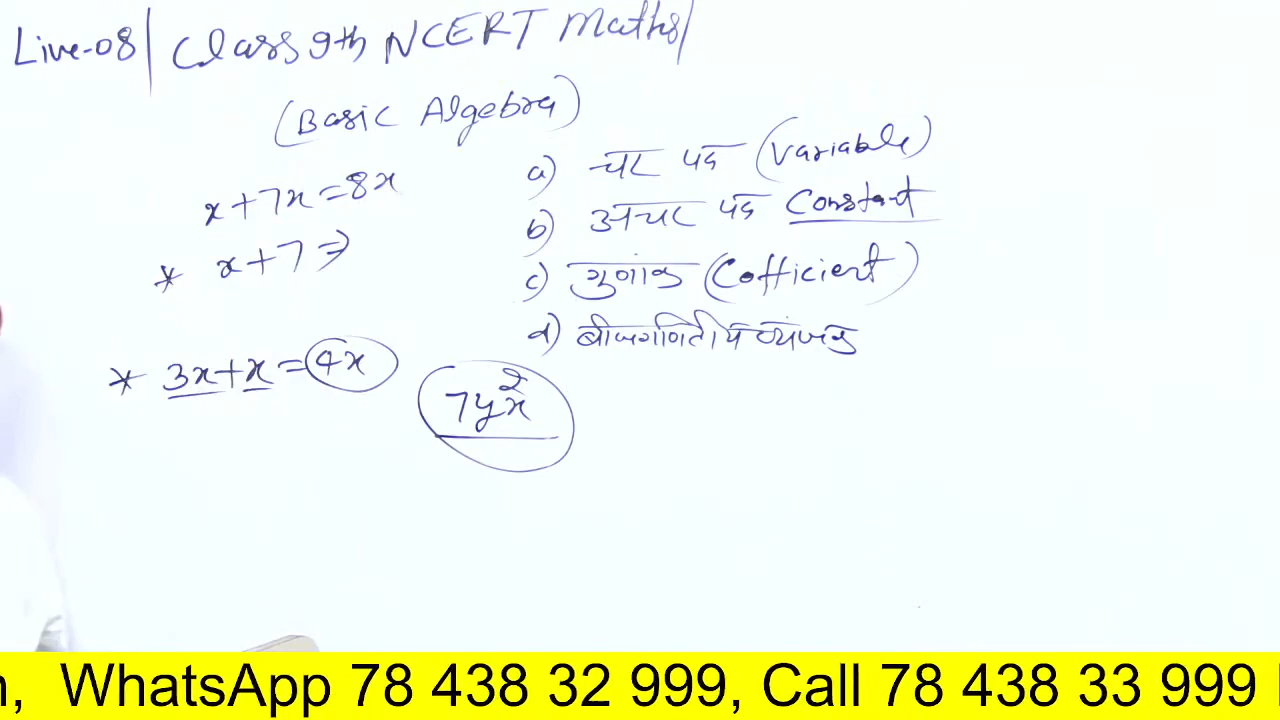 Live-08| Class 9th NCERT Maths|
(Basic Algebra)
x+7x=8x
* x+7⇒
* 3x+x=4x
a) चर पद (Variable)
b) अचर पद Constant
c) गुणांक (Cofficient)
d) बीजगणितीय व्यंजक
7yx²
WhatsApp 78 438 32 999, Call 78 438 33 999